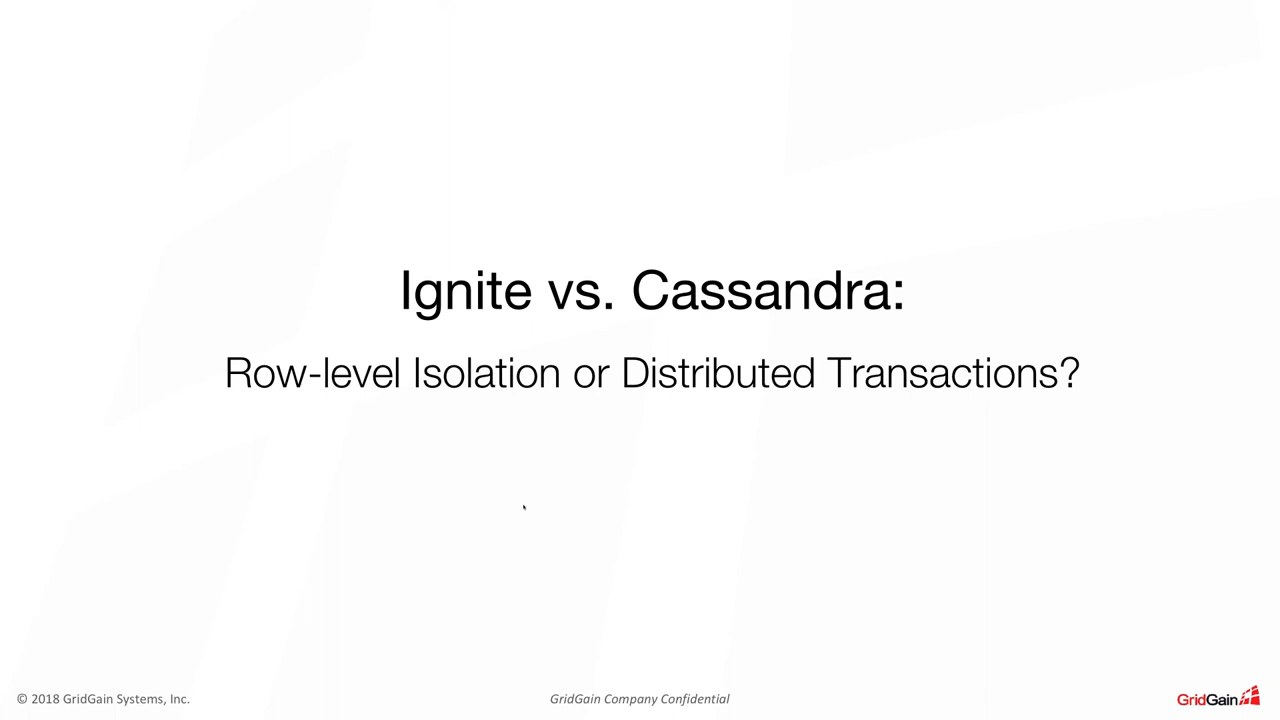 Ignite vs. Cassandra:
Row-level Isolation or Distributed Transactions?
© 2018 GridGain Systems, Inc.
GridGain Company Confidential
GridGain